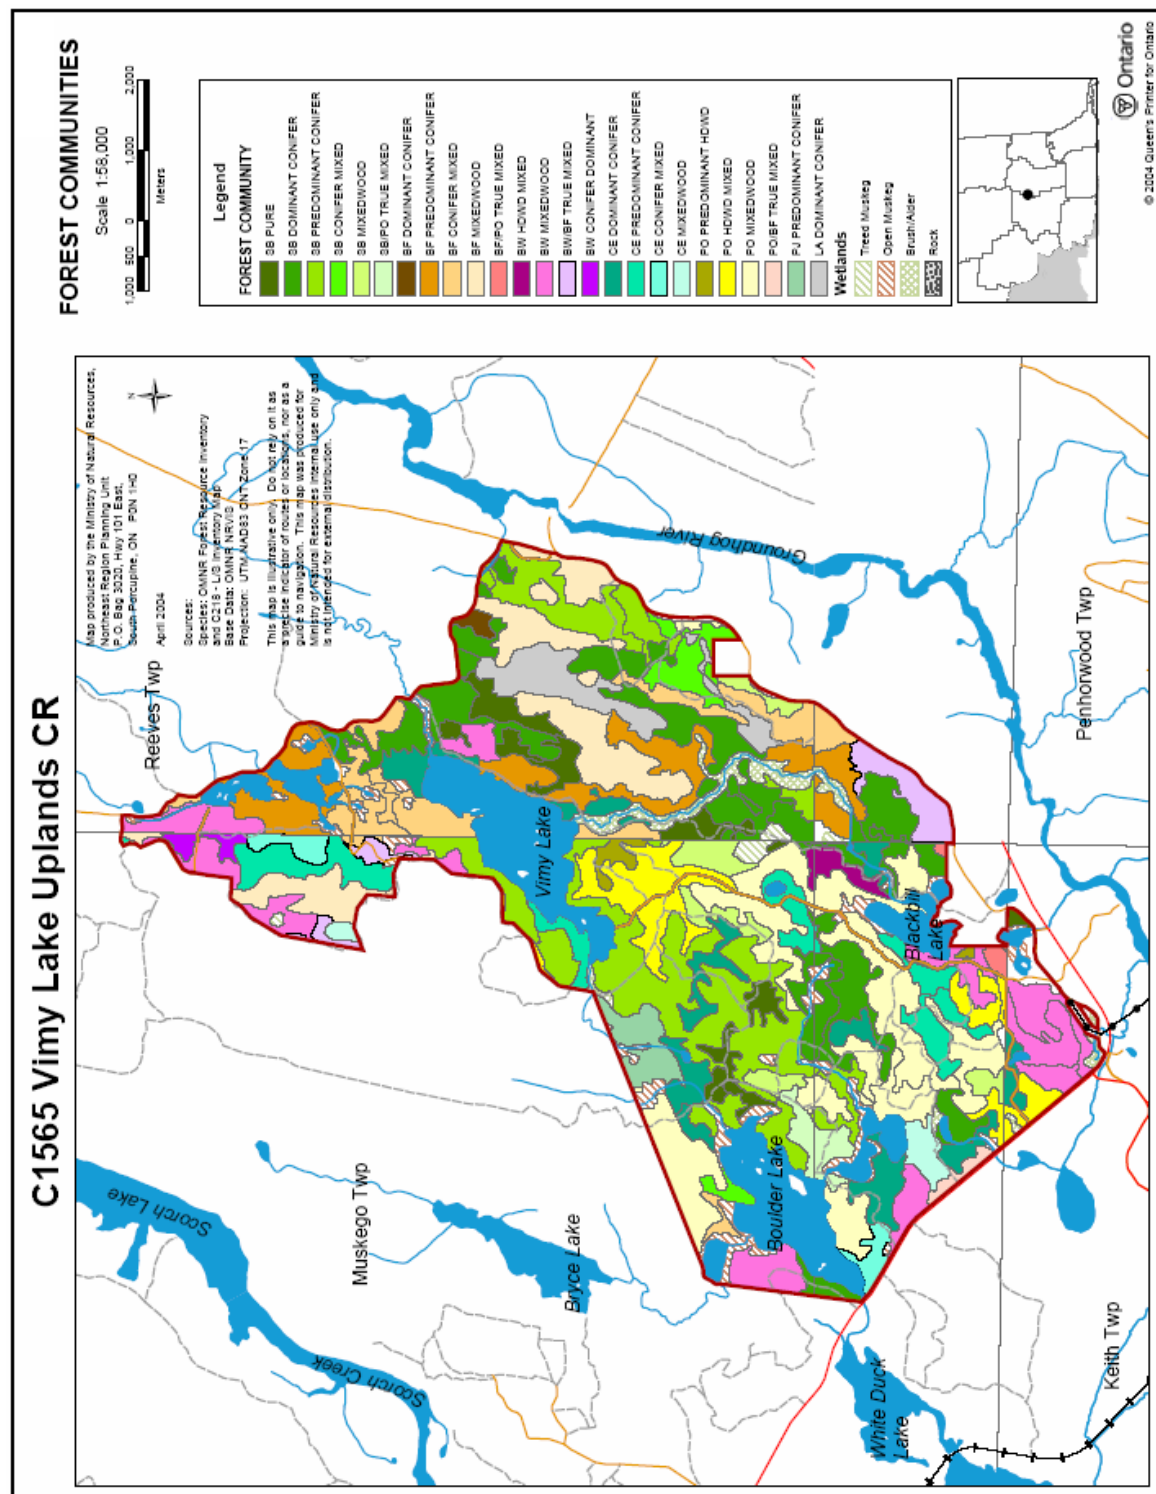 C1565 Vimy Lake Uplands CR
Map produced by the Ministry of Natural Resources,
Northeast Region Planning Unit
P.O. Bag 3020, Hwy 101 East,
South Porcupine, ON P0N 1H0
April 2004
Sources:
Species: OMNR Forest Resource Inventory
and C218 - L/S Inventory Map
Base Data: OMNR NRVIS
Projection: UTM NAD83 ONT Zone 17
This map is illustrative only. Do not rely on it as
a precise indicator of routes or locations, nor as a
guide to navigation. This map was produced for
Ministry of Natural Resources internal use only and
is not intended for external distribution.
N
Reeves Twp
Scorch Lake
Muskego Twp
Bryce Lake
Scorch Creek
Vimy Lake
Groundhog River
Boulder Lake
Blackbill
Lake
White Duck
Lake
Penhorwood Twp
Keith Twp
FOREST COMMUNITIES
Scale 1:58,000
1,000 500 0 1,000 2,000
Meters
Legend
FOREST COMMUNITY
SB PURE
SB DOMINANT CONIFER
SB PREDOMINANT CONIFER
SB CONIFER MIXED
SB MIXEDWOOD
SB/PO TRUE MIXED
BF DOMINANT CONIFER
BF PREDOMINANT CONIFER
BF CONIFER MIXED
BF MIXEDWOOD
BF/PO TRUE MIXED
BW HDWD MIXED
BW MIXEDWOOD
BW/BF TRUE MIXED
BW CONIFER DOMINANT
CE DOMINANT CONIFER
CE PREDOMINANT CONIFER
CE CONIFER MIXED
CE MIXEDWOOD
PO PREDOMINANT HDWD
PO HDWD MIXED
PO MIXEDWOOD
PO/BF TRUE MIXED
PJ PREDOMINANT CONIFER
LA DOMINANT CONIFER
Wetlands
Treed Muskeg
Open Muskeg
Brush/Alder
Rock
Ontario
© 2004 Queen's Printer for Ontario